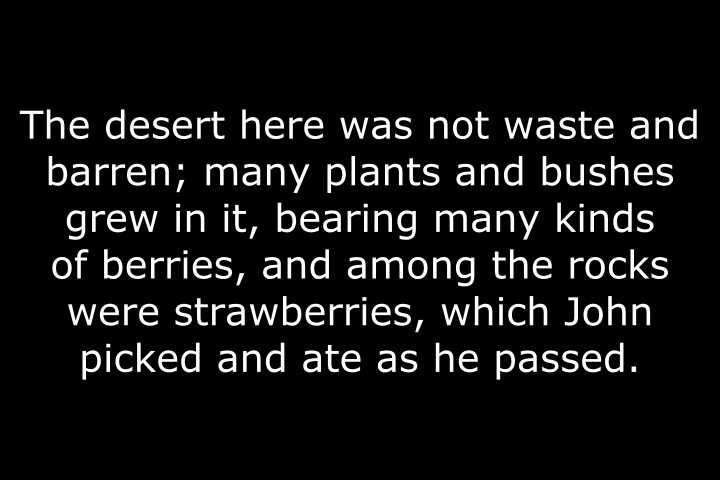 The desert here was not waste and
barren; many plants and bushes
grew in it, bearing many kinds
of berries, and among the rocks
were strawberries, which John
picked and ate as he passed.